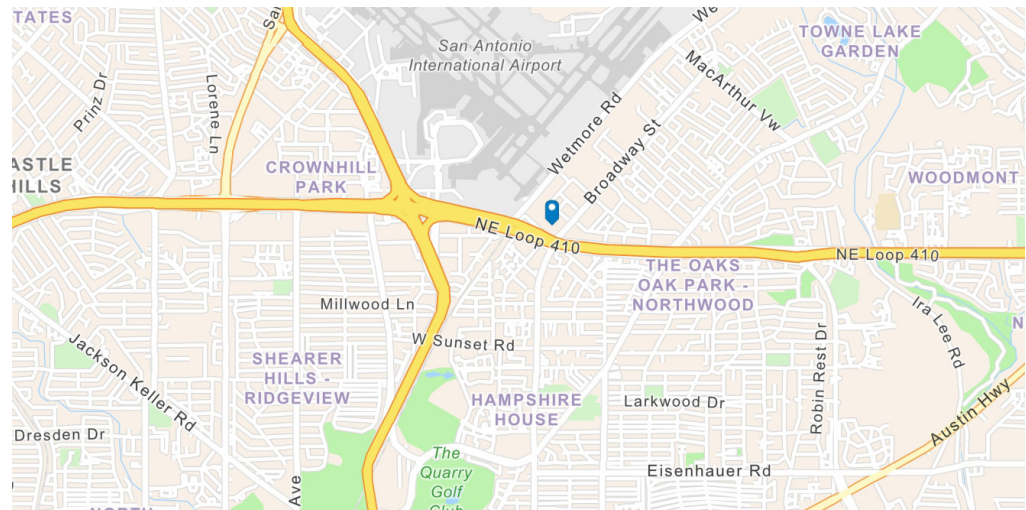 TATES
San Antonio
International Airport
TOWNE LAKE
GARDEN
Prinz Dr
Lorene Ln
MacArthur Vw
Wetmore Rd
Broadway St
ASTLE
HILLS
CROWNHILL
PARK
WOODMONT
NE Loop 410
NE Loop 410
THE OAKS
OAK PARK -
NORTHWOOD
Millwood Ln
Ira Lee Rd
W Sunset Rd
Jackson Keller Rd
SHEARER
HILLS -
RIDGEVIEW
Robin Rest Dr
HAMPSHIRE
HOUSE
Larkwood Dr
Austin Hwy
Dresden Dr
The
Quarry
Golf
Club
Eisenhauer Rd
Ave
NORTH